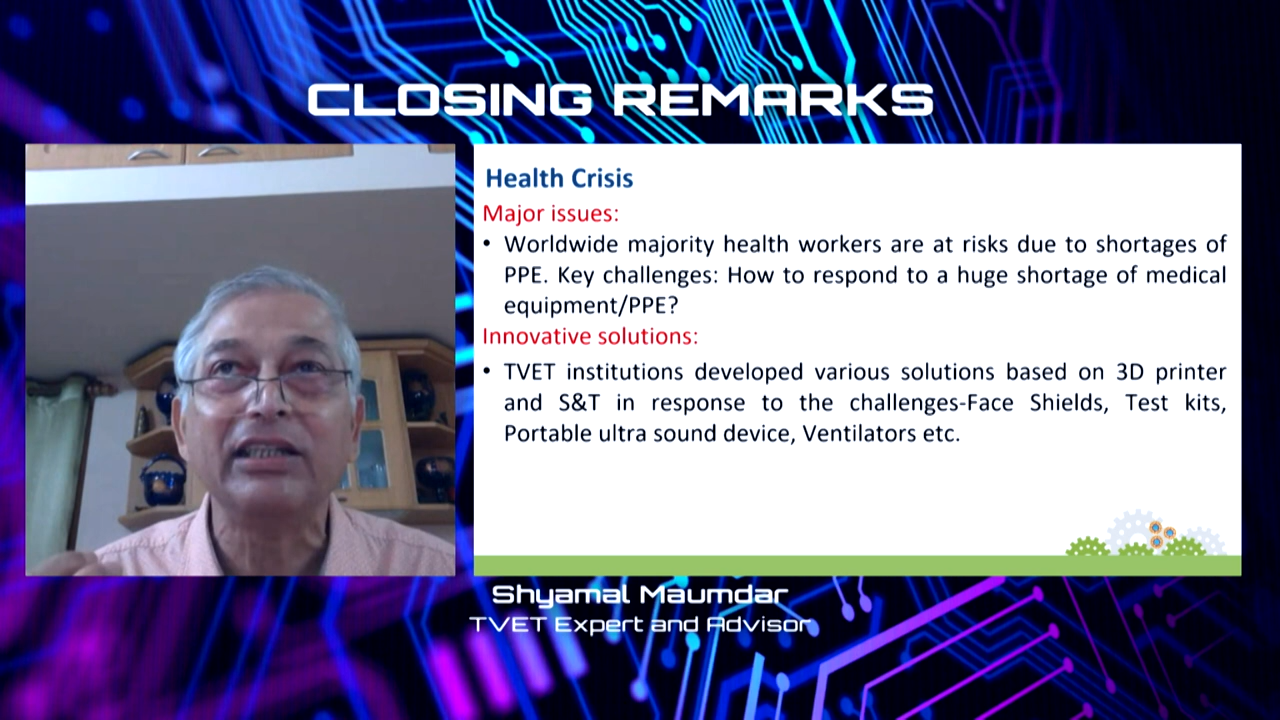 CLOSING REMARKS
Health Crisis
Major issues:
• Worldwide majority health workers are at risks due to shortages of
PPE. Key challenges: How to respond to a huge shortage of medical
equipment/PPE?
Innovative solutions:
• TVET institutions developed various solutions based on 3D printer
and S&T in response to the challenges-Face Shields, Test kits,
Portable ultra sound device, Ventilators etc.
Shyamal Maumdar
TVET Expert and Advisor